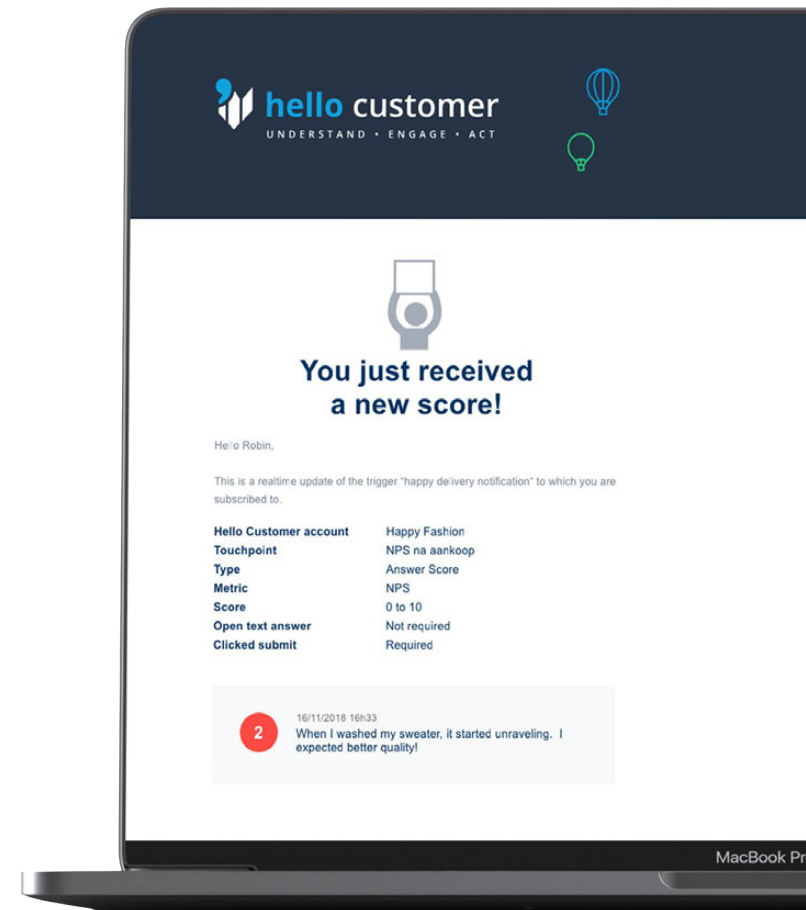 hello customer
UNDERSTAND • ENGAGE • ACT
You just received
a new score!
Hello Robin,
This is a realtime update of the trigger "happy delivery notification" to which you are
subscribed to.
Hello Customer account Happy Fashion
Touchpoint NPS na aankoop
Type Answer Score
Metric NPS
Score 0 to 10
Open text answer Not required
Clicked submit Required
16/11/2018 16h33
2 When I washed my sweater, it started unraveling. I
expected better quality!
MacBook Pr